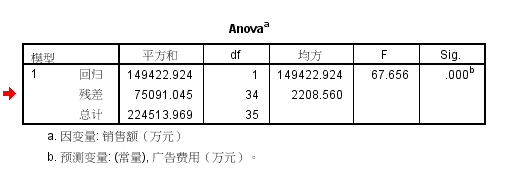 Anovaᵃ
模型 平方和 df 均方 F Sig.
1 回归 149422.924 1 149422.924 67.656 .000ᵇ
残差 75091.045 34 2208.560
总计 224513.969 35
a. 因变量: 销售额（万元）
b. 预测变量: (常量), 广告费用（万元）。